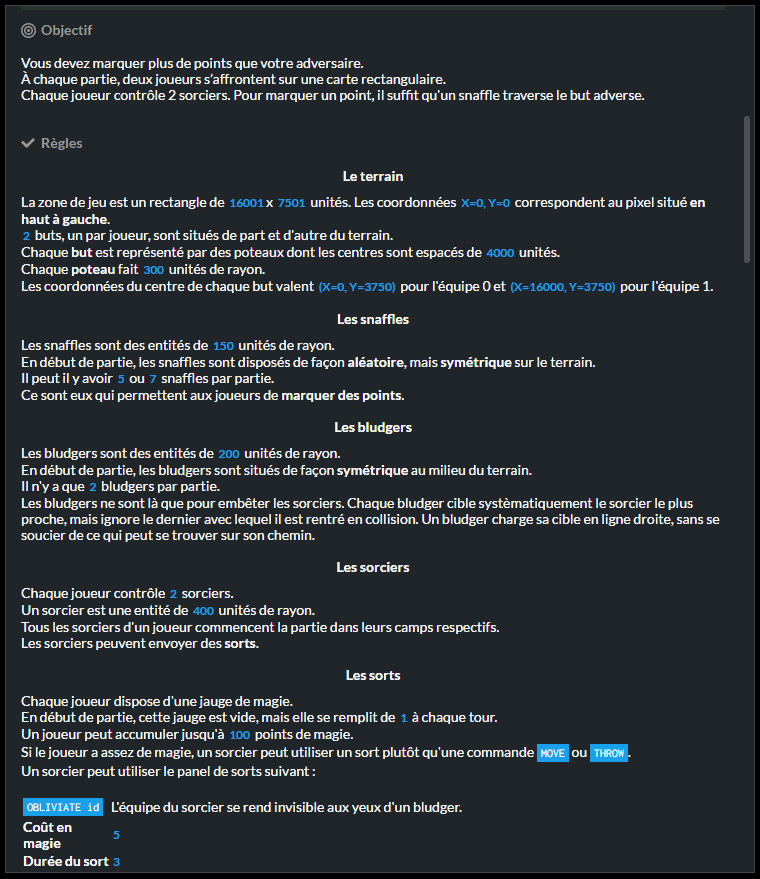 Objectif
Vous devez marquer plus de points que votre adversaire.
À chaque partie, deux joueurs s'affrontent sur une carte rectangulaire.
Chaque joueur contrôle 2 sorciers. Pour marquer un point, il suffit qu'un snaffle traverse le but adverse.
Règles
Le terrain
La zone de jeu est un rectangle de 16001 x 7501 unités. Les coordonnées X=0, Y=0 correspondent au pixel situé en
haut à gauche.
2 buts, un par joueur, sont situés de part et d'autre du terrain.
Chaque but est représenté par des poteaux dont les centres sont espacés de 4000 unités.
Chaque poteau fait 300 unités de rayon.
Les coordonnées du centre de chaque but valent (X=0, Y=3750) pour l'équipe 0 et (X=16000, Y=3750) pour l'équipe 1.
Les snaffles
Les snaffles sont des entités de 150 unités de rayon.
En début de partie, les snaffles sont disposés de façon aléatoire, mais symétrique sur le terrain.
Il peut il y avoir 5 ou 7 snaffles par partie.
Ce sont eux qui permettent aux joueurs de marquer des points.
Les bludgers
Les bludgers sont des entités de 200 unités de rayon.
En début de partie, les bludgers sont situés de façon symétrique au milieu du terrain.
Il n'y a que 2 bludgers par partie.
Les bludgers ne sont là que pour embêter les sorciers. Chaque bludger cible systèmatiquement le sorcier le plus
proche, mais ignore le dernier avec lequel il est rentré en collision. Un bludger charge sa cible en ligne droite, sans se
soucier de ce qui peut se trouver sur son chemin.
Les sorciers
Chaque joueur contrôle 2 sorciers.
Un sorcier est une entité de 400 unités de rayon.
Tous les sorciers d'un joueur commencent la partie dans leurs camps respectifs.
Les sorciers peuvent envoyer des sorts.
Les sorts
Chaque joueur dispose d'une jauge de magie.
En début de partie, cette jauge est vide, mais elle se remplit de 1 à chaque tour.
Un joueur peut accumuler jusqu'à 100 points de magie.
Si le joueur a assez de magie, un sorcier peut utiliser un sort plutôt qu'une commande MOVE ou THROW.
Un sorcier peut utiliser le panel de sorts suivant :
OBLIVIATE id L'équipe du sorcier se rend invisible aux yeux d'un bludger.
Coût en
magie 5
Durée du sort 3